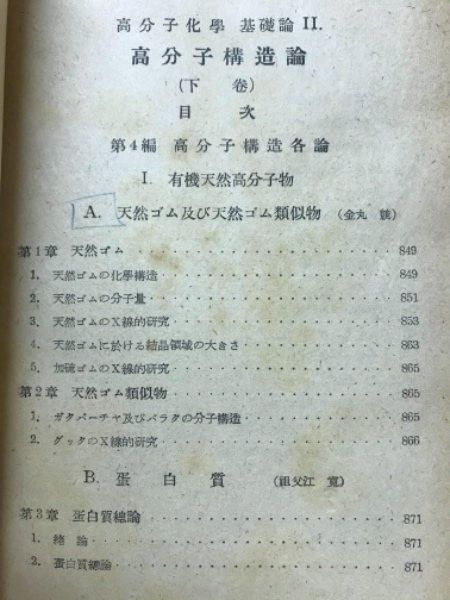 高分子化學 基礎論 II.
高分子構造論
(下 卷)
目 次
第4編 高分子構造各論
I. 有機天然高分子物
A. 天然ゴム及び天然ゴム類似物 (金丸 競)
第1章 天然ゴム 849
1. 天然ゴムの化學構造 849
2. 天然ゴムの分子量 851
3. 天然ゴムのX線的研究 853
4. 天然ゴムに於ける結晶領域の大きさ 863
5. 加硫ゴムのX線的研究 865
第2章 天然ゴム類似物 865
1. ガタパーチャ及びバラタの分子構造 865
2. グッタのX線的研究 866
B. 蛋白質 (祖父江 寬)
第3章 蛋白質總論 871
1. 緖論 871
2. 蛋白質總論 871